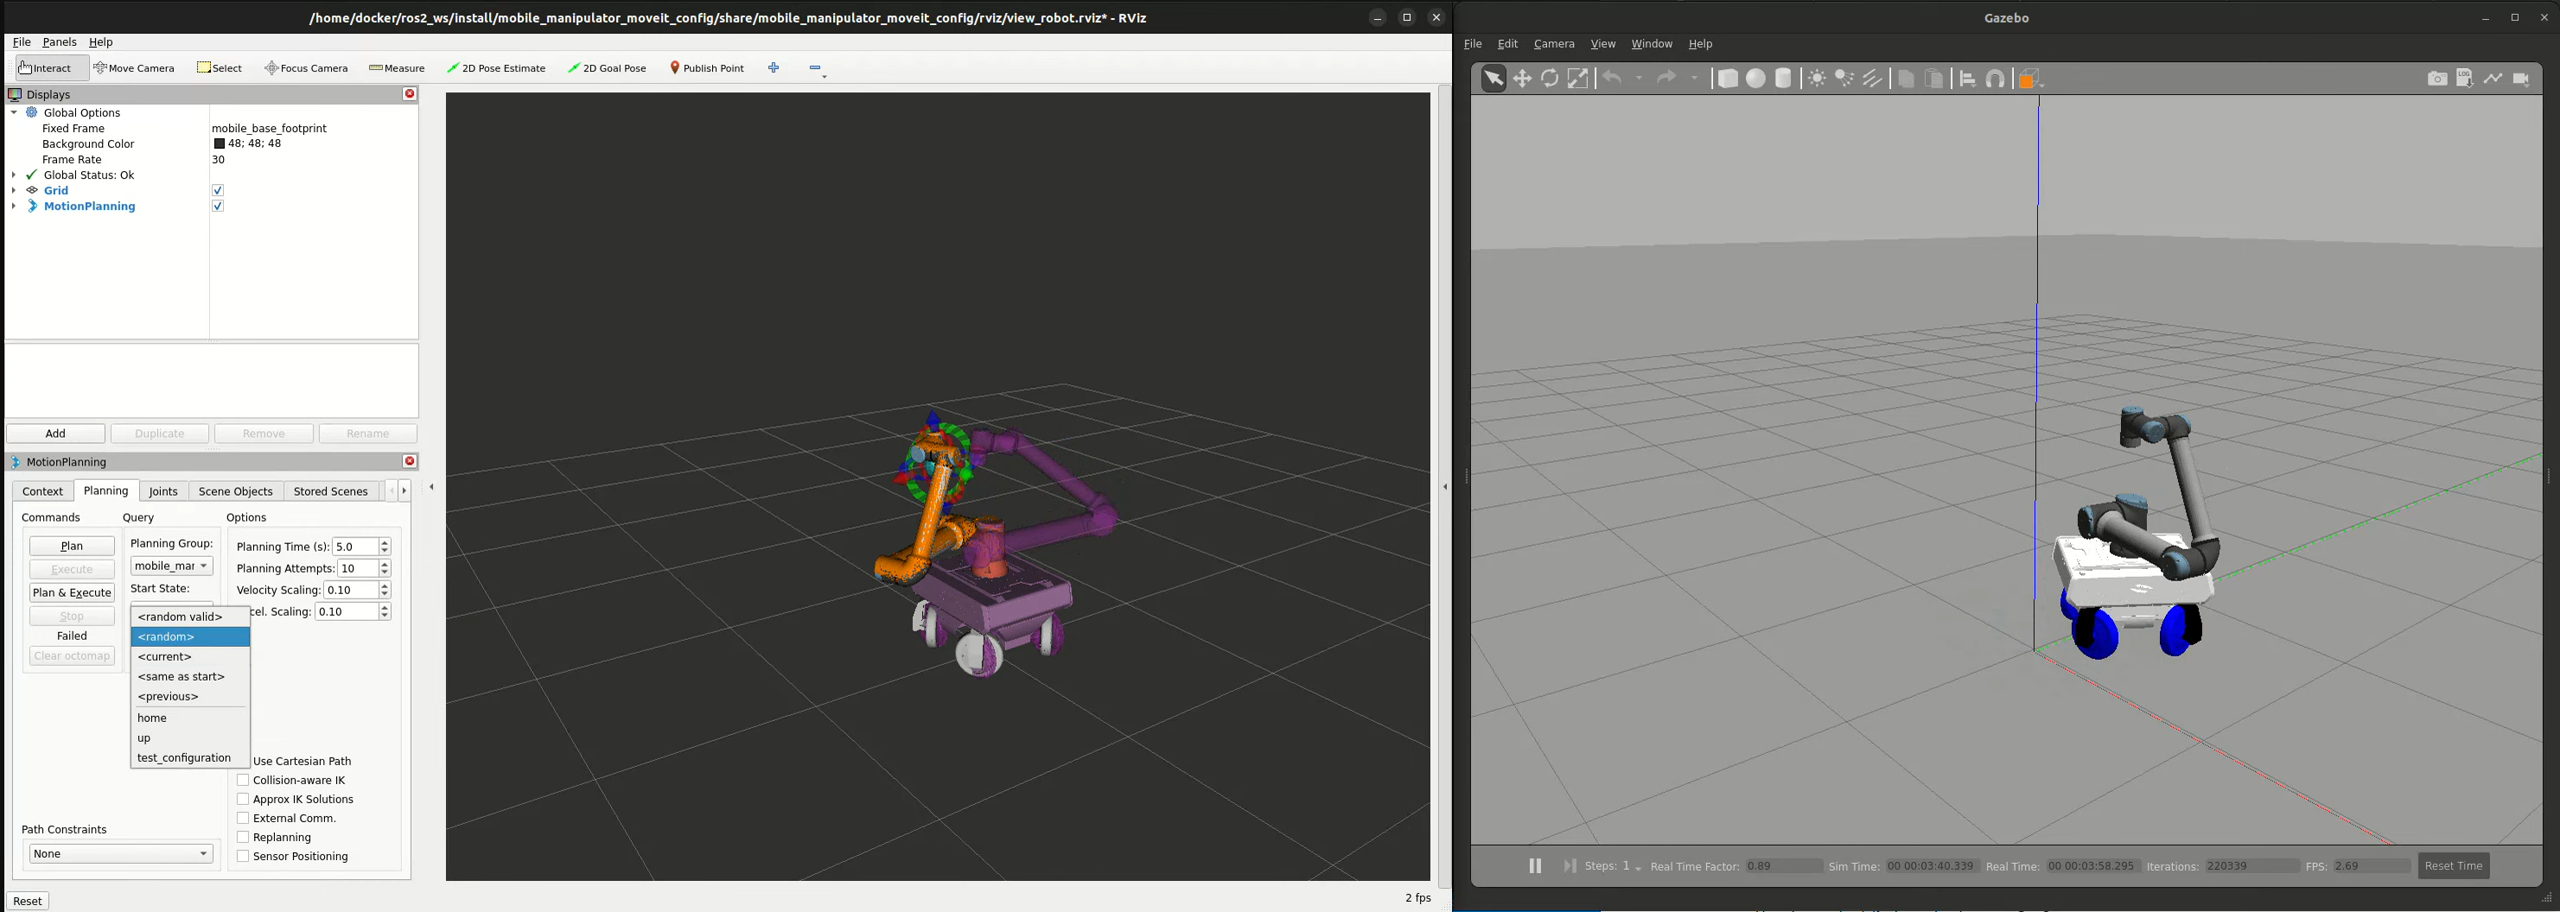 /home/docker/ros2_ws/install/mobile_manipulator_moveit_config/share/mobile_manipulator_moveit_config/rviz/view_robot.rviz* - RViz
File Panels Help
Interact Move Camera Select Focus Camera Measure 2D Pose Estimate 2D Goal Pose Publish Point
Displays
Global Options
Fixed Frame mobile_base_footprint
Background Color 48; 48; 48
Frame Rate 30
Global Status: Ok
Grid
MotionPlanning
Add Duplicate Remove Rename
MotionPlanning
Context Planning Joints Scene Objects Stored Scenes
Commands Query Options
Plan
Execute
Plan & Execute
Stop
Failed
Clear octomap
Planning Group:
mobile_mar
Start State:
<random valid>
<random>
<current>
<same as start>
<previous>
home
up
test_configuration
Planning Time (s): 5.0
Planning Attempts: 10
Velocity Scaling: 0.10
cel. Scaling: 0.10
Use Cartesian Path
Collision-aware IK
Approx IK Solutions
External Comm.
Replanning
Sensor Positioning
Path Constraints
None
Reset
2 fps
Gazebo
File Edit Camera View Window Help
LOG
Steps: 1 Real Time Factor: 0.89 Sim Time: 00 00:03:40.339 Real Time: 00 00:03:58.295 Iterations: 220339 FPS: 2.69 Reset Time